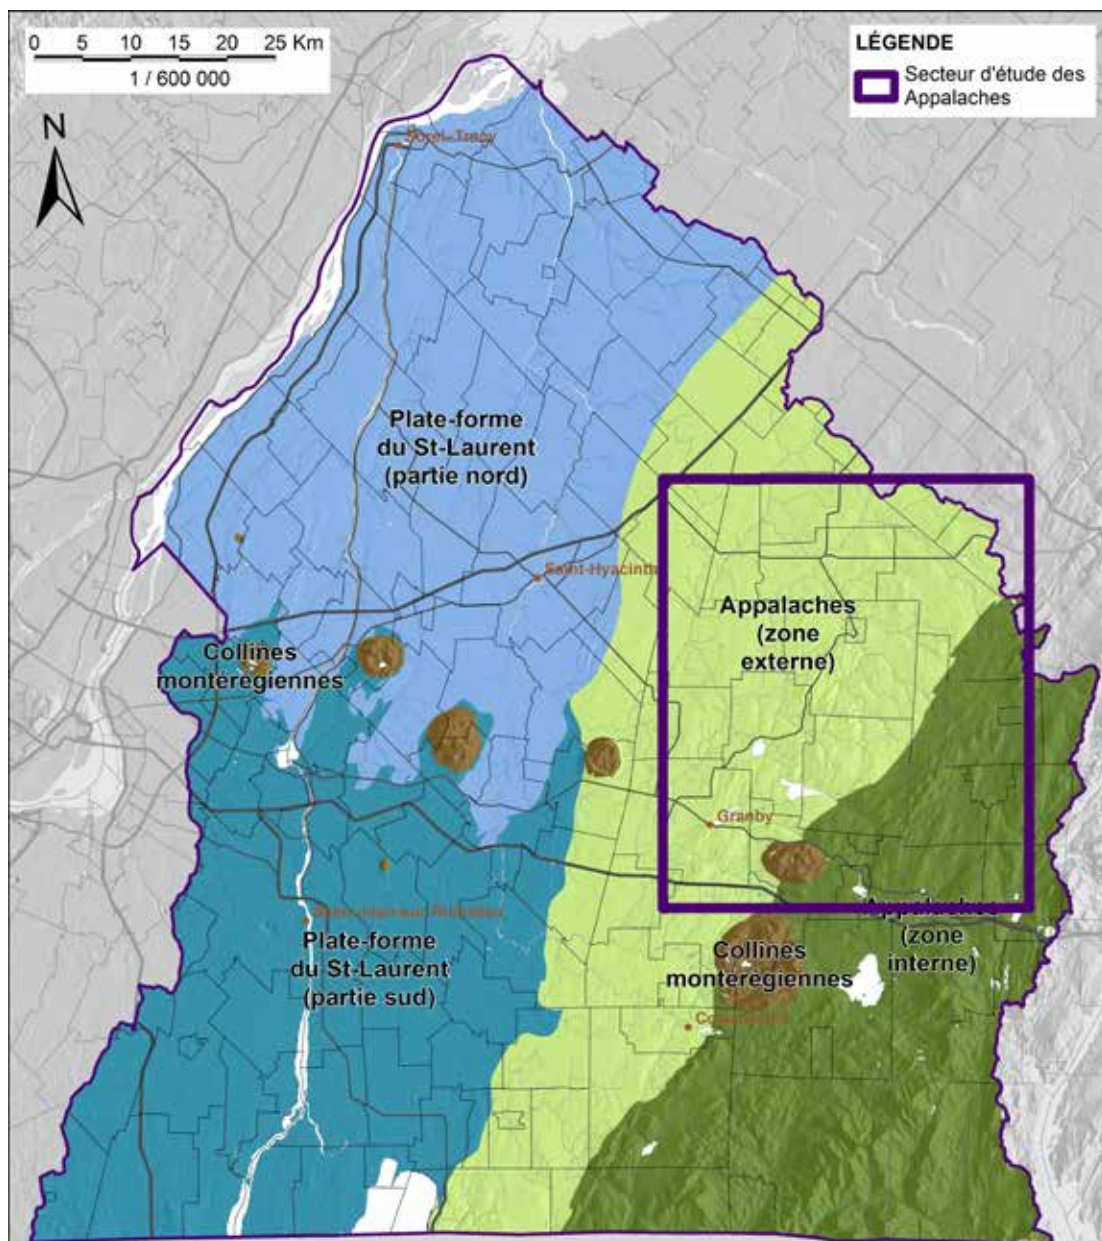 0 5 10 15 20 25 Km
1 / 600 000
LÉGENDE
Secteur d'étude des
Appalaches
N
Sorel-Tracy
Plate-forme
du St-Laurent
(partie nord)
Saint-Hyacinthe
Appalaches
(zone
externe)
Collines
montérégiennes
Granby
Appalaches
(zone
interne)
Plate-forme
du St-Laurent
(partie sud)
Collines
montérégiennes